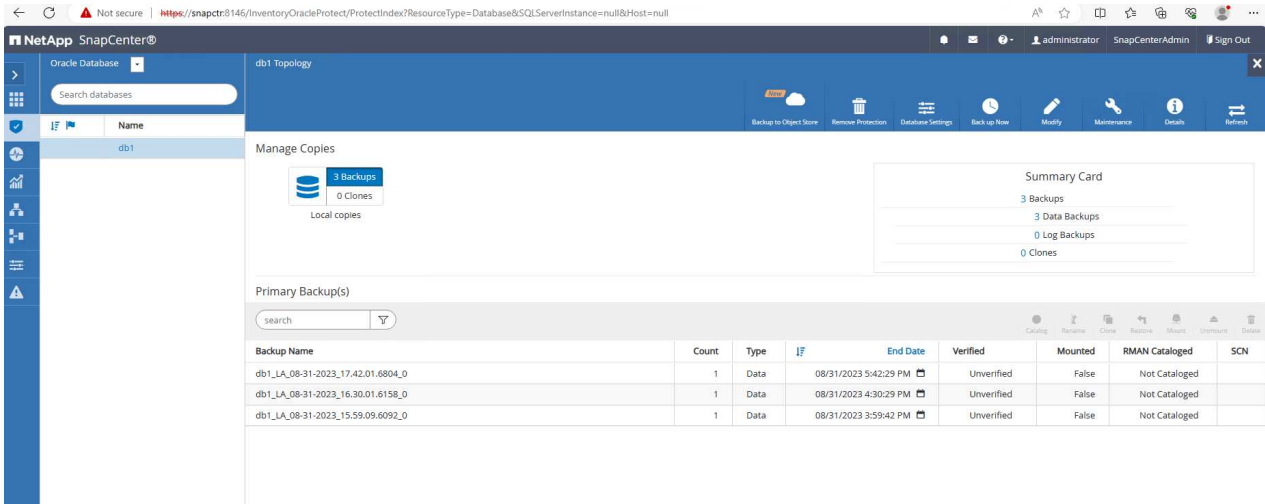 Not secure https://snapctr:8146/InventoryOracleProtect/ProtectIndex?ResourceType=Database&SQLServerInstance=null&Host=null
NetApp SnapCenter® administrator SnapCenterAdmin Sign Out
Oracle Database db1 Topology
Search databases
New
Backup to Object Store Remove Protection Database Settings Back up Now Modify Maintenance Details Refresh
Name
db1
Manage Copies
3 Backups
0 Clones
Local copies
Summary Card
3 Backups
3 Data Backups
0 Log Backups
0 Clones
Primary Backup(s)
search
Catalog Rename Clone Restore Mount Unmount Delete
Backup Name Count Type End Date Verified Mounted RMAN Cataloged SCN
db1_LA_08-31-2023_17.42.01.6804_0 1 Data 08/31/2023 5:42:29 PM Unverified False Not Cataloged
db1_LA_08-31-2023_16.30.01.6158_0 1 Data 08/31/2023 4:30:29 PM Unverified False Not Cataloged
db1_LA_08-31-2023_15.59.09.6092_0 1 Data 08/31/2023 3:59:42 PM Unverified False Not Cataloged